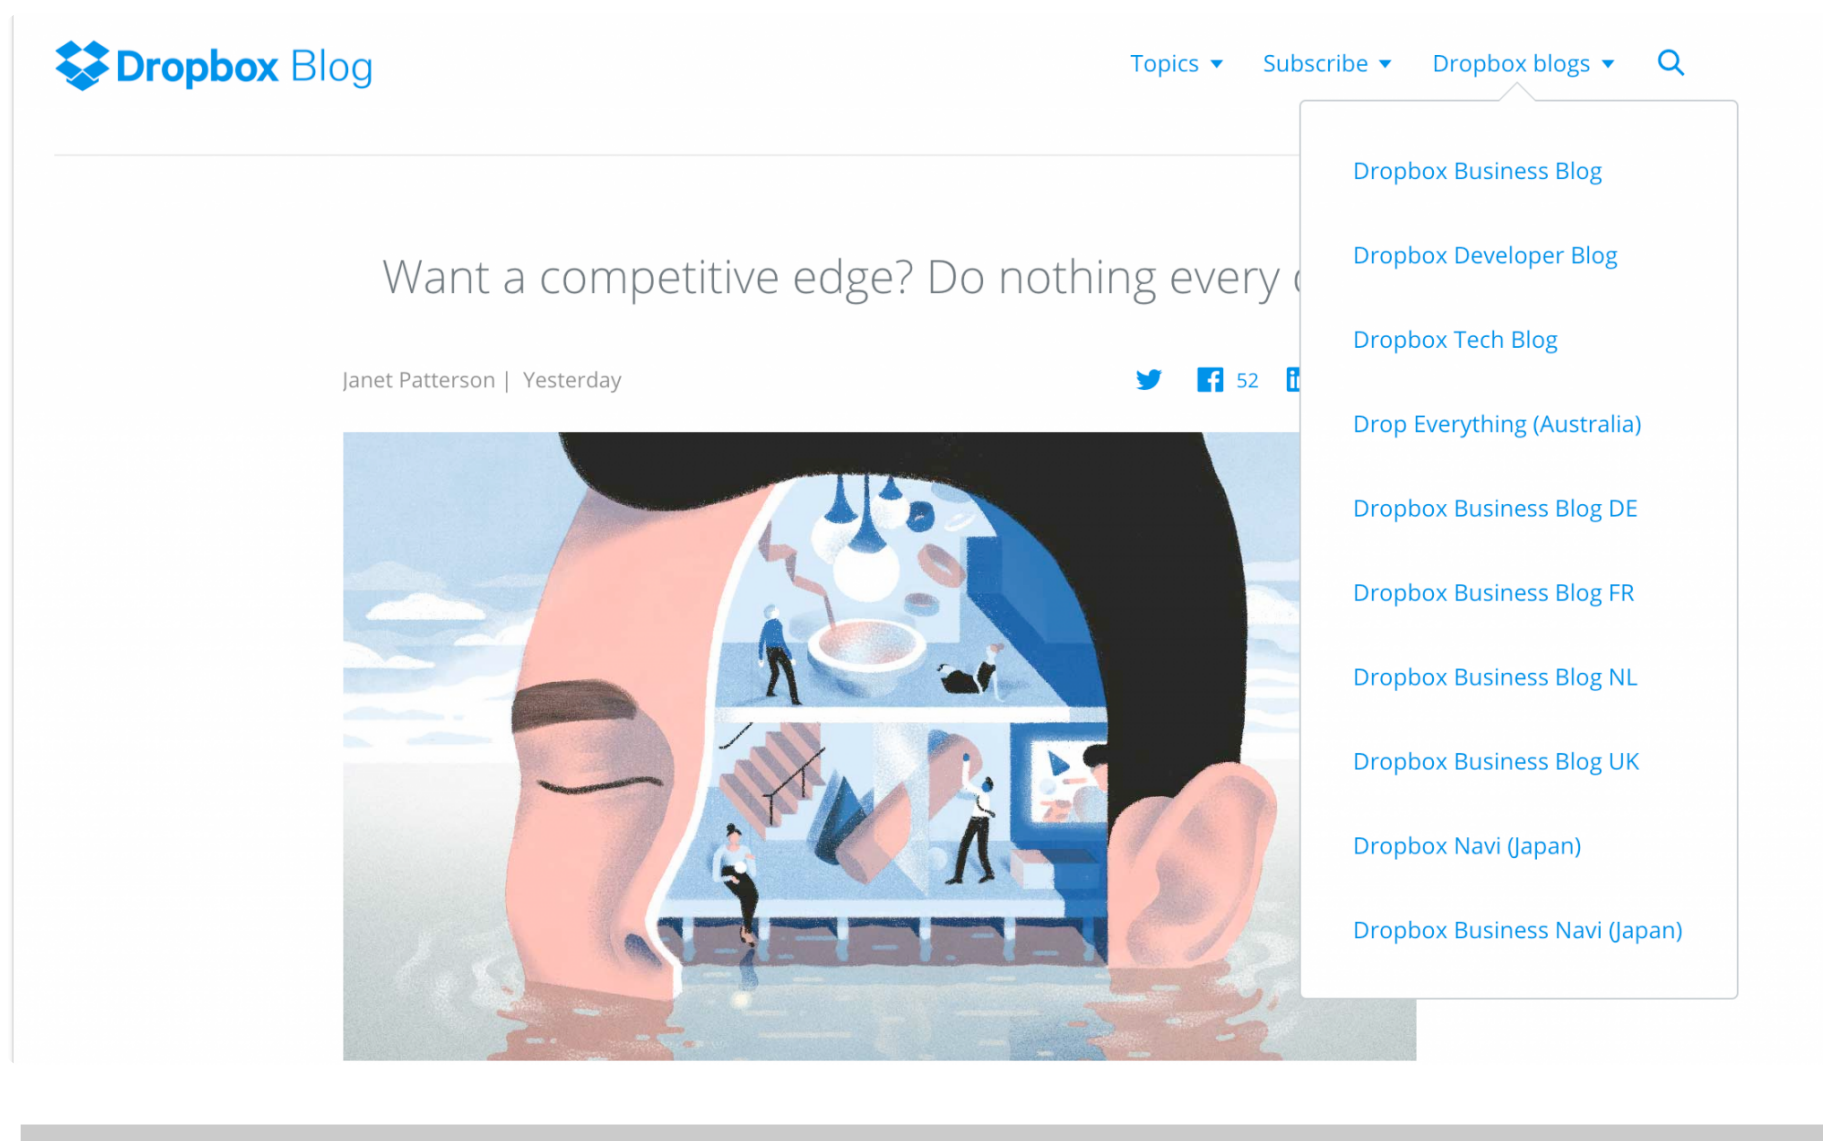 Dropbox Blog
Topics
Subscribe
Dropbox blogs
Dropbox Business Blog
Dropbox Developer Blog
Dropbox Tech Blog
Drop Everything (Australia)
Dropbox Business Blog DE
Dropbox Business Blog FR
Dropbox Business Blog NL
Dropbox Business Blog UK
Dropbox Navi (Japan)
Dropbox Business Navi (Japan)
Want a competitive edge? Do nothing every
Janet Patterson | Yesterday
52